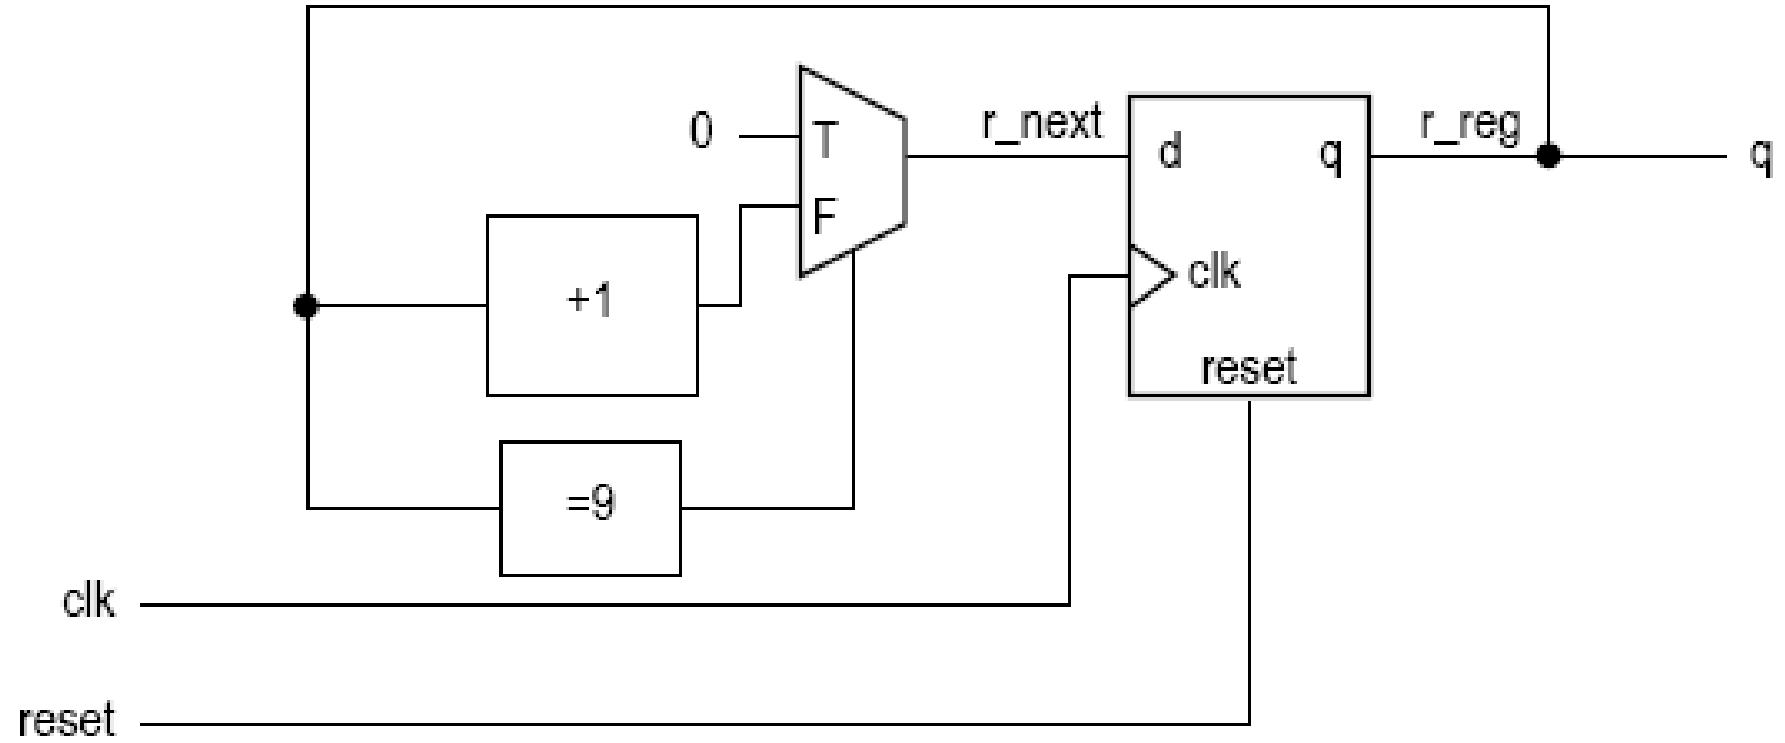 0
T
F
r_next
d
q
r_reg
q
+1
clk
reset
=9
clk
reset